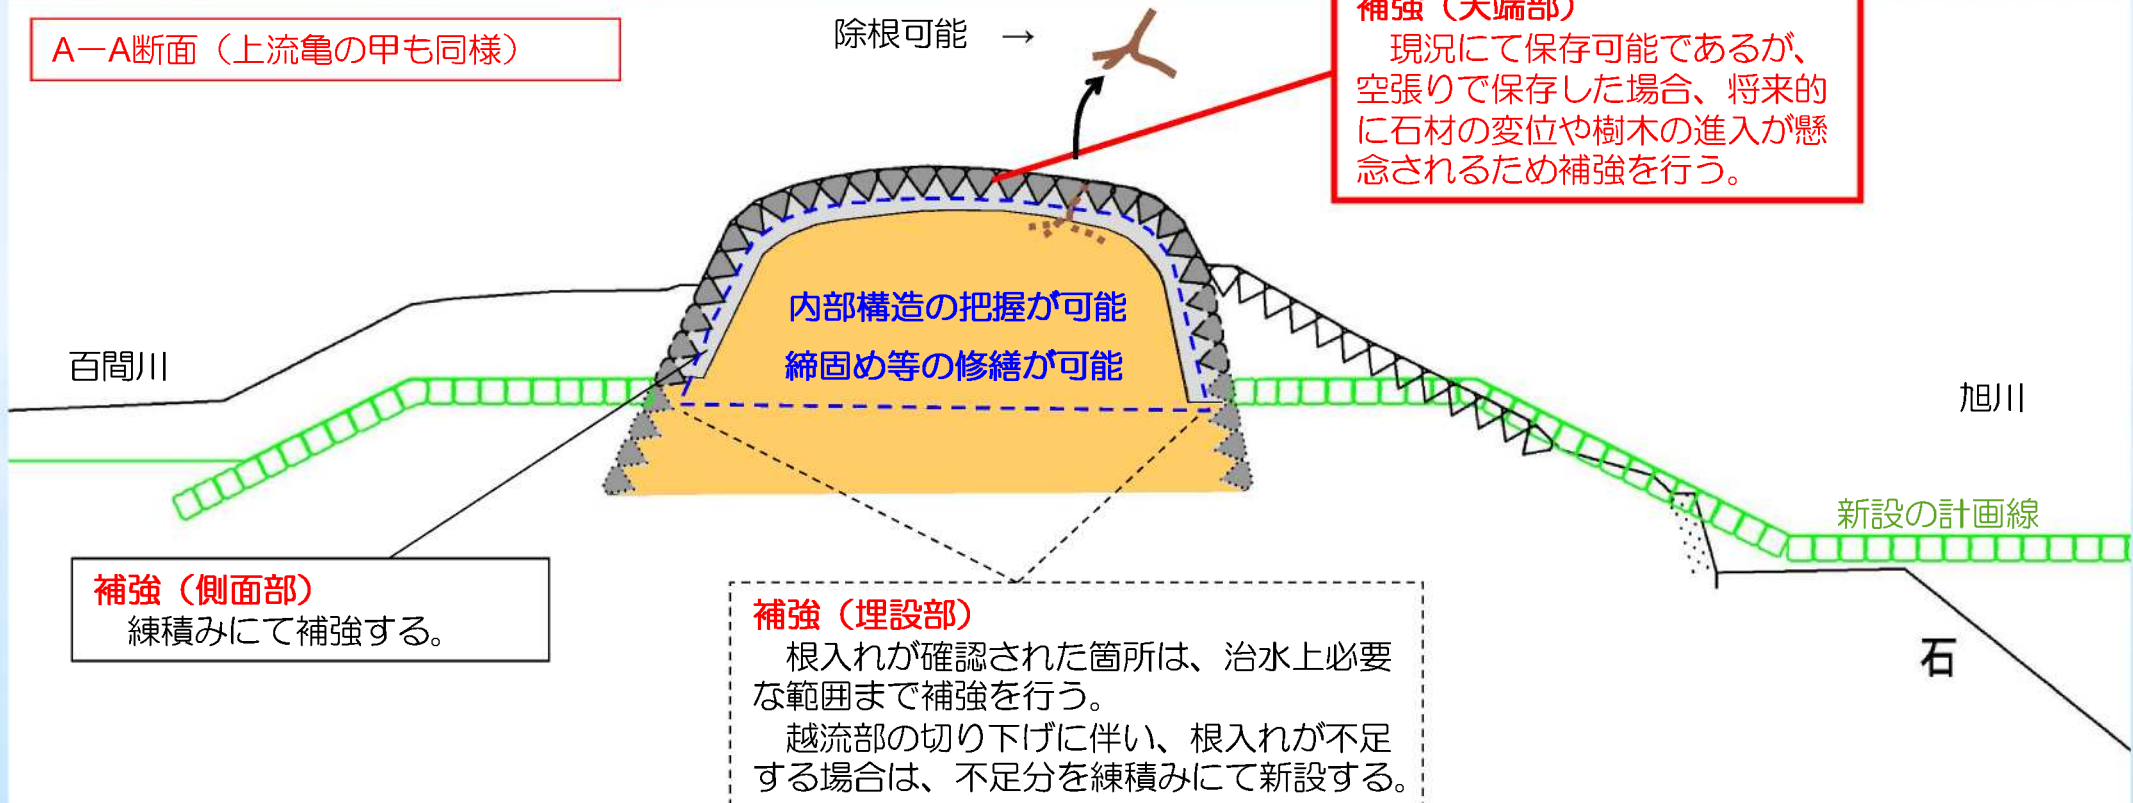 A－A断面（上流亀の甲も同様）
除根可能　→
補強（天端部）
　現況にて保存可能であるが、
空張りで保存した場合、将来的
に石材の変位や樹木の進入が懸
念されるため補強を行う。
内部構造の把握が可能
締固め等の修繕が可能
百間川
旭川
新設の計画線
補強（側面部）
　練積みにて補強する。
補強（埋設部）
　根入れが確認された箇所は、治水上必要
な範囲まで補強を行う。
　越流部の切り下げに伴い、根入れが不足
する場合は、不足分を練積みにて新設する。
石